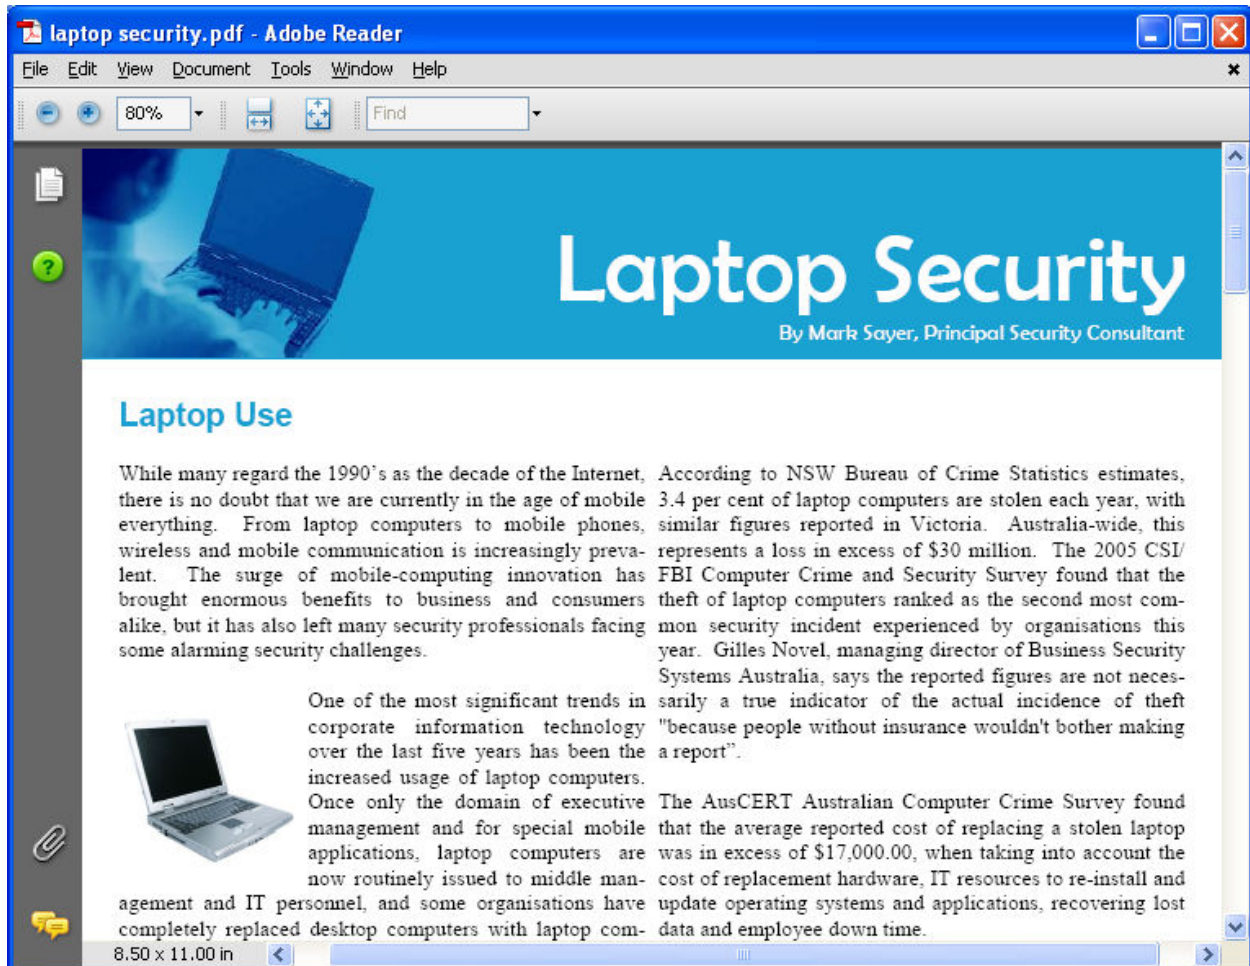 laptop security.pdf - Adobe Reader
File Edit View Document Tools Window Help
80% Find
Laptop Security
By Mark Sayer, Principal Security Consultant
Laptop Use
While many regard the 1990's as the decade of the Internet,
there is no doubt that we are currently in the age of mobile
everything. From laptop computers to mobile phones,
wireless and mobile communication is increasingly preva-
lent. The surge of mobile-computing innovation has
brought enormous benefits to business and consumers
alike, but it has also left many security professionals facing
some alarming security challenges.
One of the most significant trends in
corporate information technology
over the last five years has been the
increased usage of laptop computers.
Once only the domain of executive
management and for special mobile
applications, laptop computers are
now routinely issued to middle man-
agement and IT personnel, and some organisations have
completely replaced desktop computers with laptop com-
According to NSW Bureau of Crime Statistics estimates,
3.4 per cent of laptop computers are stolen each year, with
similar figures reported in Victoria. Australia-wide, this
represents a loss in excess of $30 million. The 2005 CSI/
FBI Computer Crime and Security Survey found that the
theft of laptop computers ranked as the second most com-
mon security incident experienced by organisations this
year. Gilles Novel, managing director of Business Security
Systems Australia, says the reported figures are not neces-
sarily a true indicator of the actual incidence of theft
"because people without insurance wouldn't bother making
a report”.
The AusCERT Australian Computer Crime Survey found
that the average reported cost of replacing a stolen laptop
was in excess of $17,000.00, when taking into account the
cost of replacement hardware, IT resources to re-install and
update operating systems and applications, recovering lost
data and employee down time.
8.50 x 11.00 in